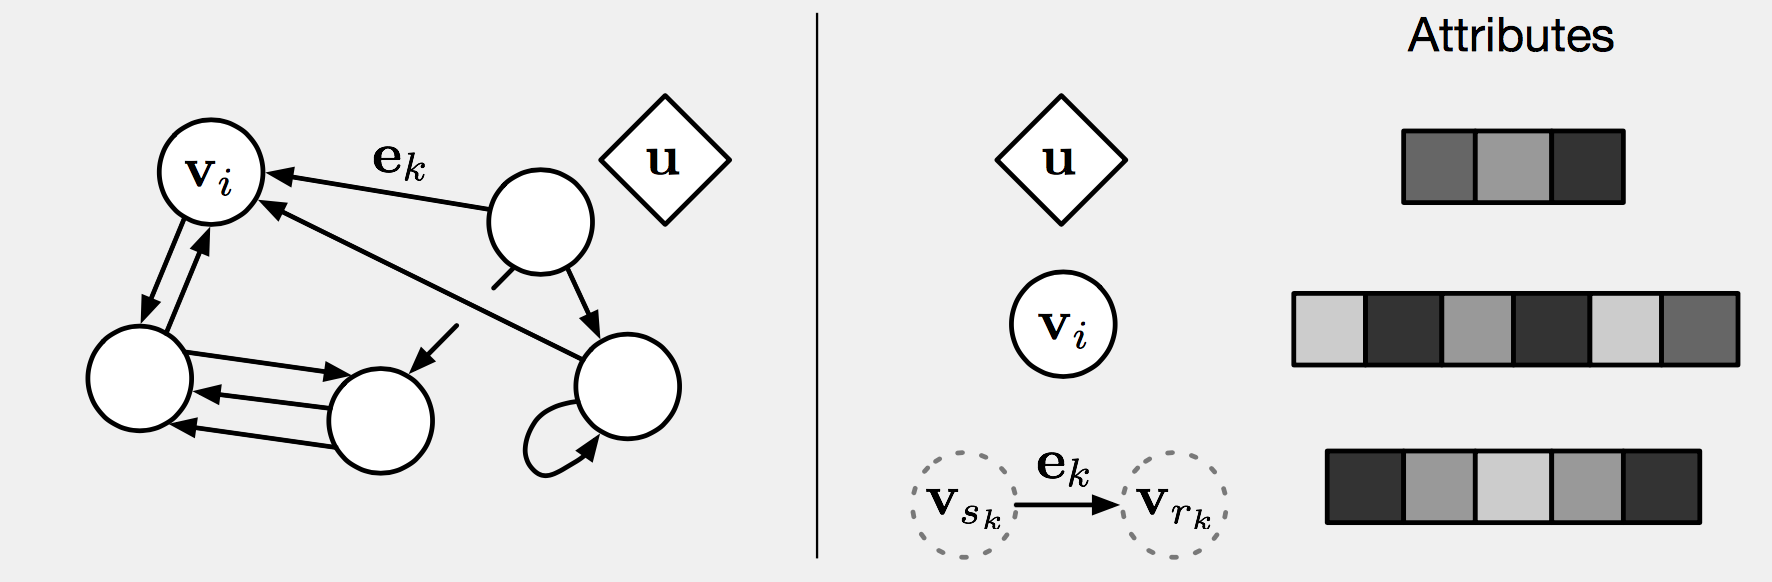 Attributes
v_i
e_k
u
u
v_i
e_k
v_{s_k}
v_{r_k}